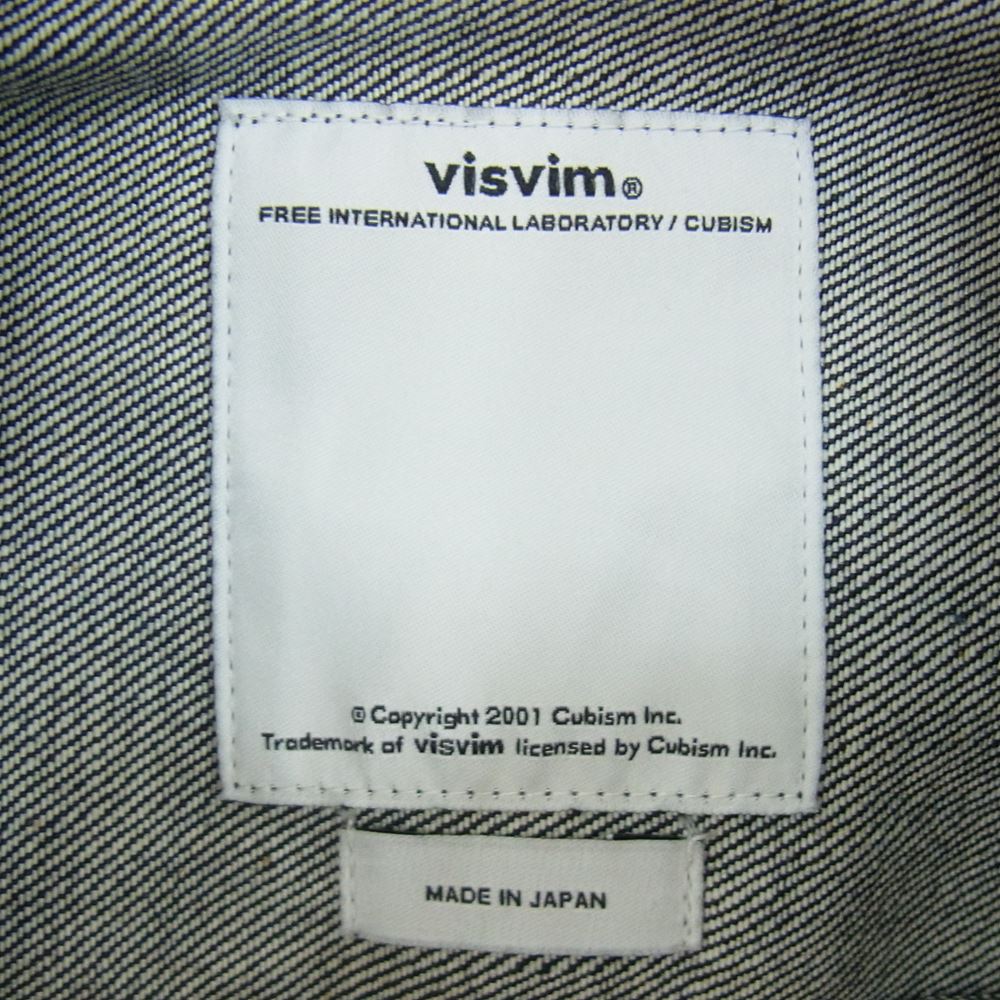 visvim®
FREE INTERNATIONAL LABORATORY / CUBISM
© Copyright 2001 Cubism Inc.
Trademark of visvim licensed by Cubism Inc.
MADE IN JAPAN